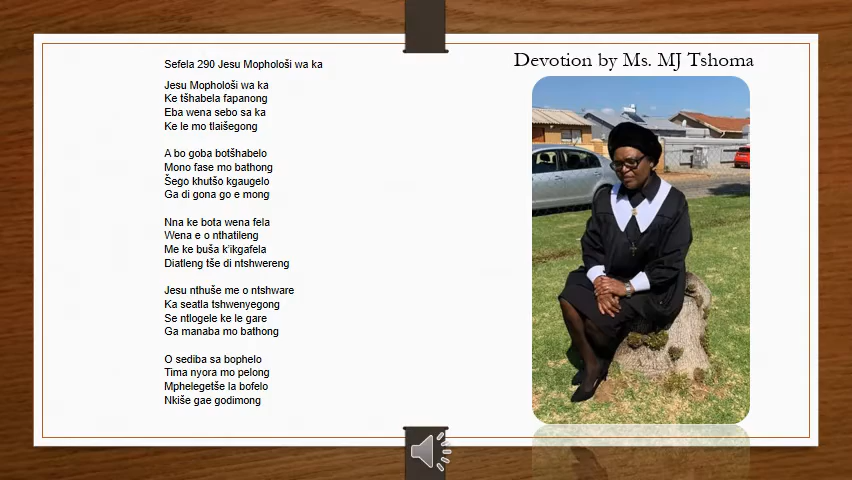 Sefela 290 Jesu Mophološi wa ka
Jesu Mophološi wa ka
Ke tšhabela fapanong
Eba wena sebo sa ka
Ke le mo tlaišegong
A bo goba botšhabelo
Mono fase mo bathong
Šego khutšo kgaugelo
Ga di gona go e mong
Nna ke bota wena fela
Wena e o nthatileng
Me ke buša k'ikgafela
Diatleng tše di ntshwereng
Jesu nthuše me o ntshware
Ka seatla tshwenyegong
Se ntlogele ke le gare
Ga manaba mo bathong
O sediba sa bophelo
Tima nyora mo pelong
Mphelegetše la bofelo
Nkiše gae godimong
Devotion by Ms. MJ Tshoma